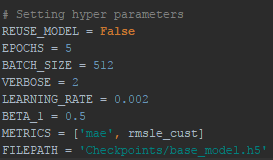 # Setting hyper parameters
REUSE_MODEL = False
EPOCHS = 5
BATCH_SIZE = 512
VERBOSE = 2
LEARNING_RATE = 0.002
BETA_1 = 0.5
METRICS = ['mae', rmsle_cust]
FILEPATH = 'Checkpoints/base_model.h5'